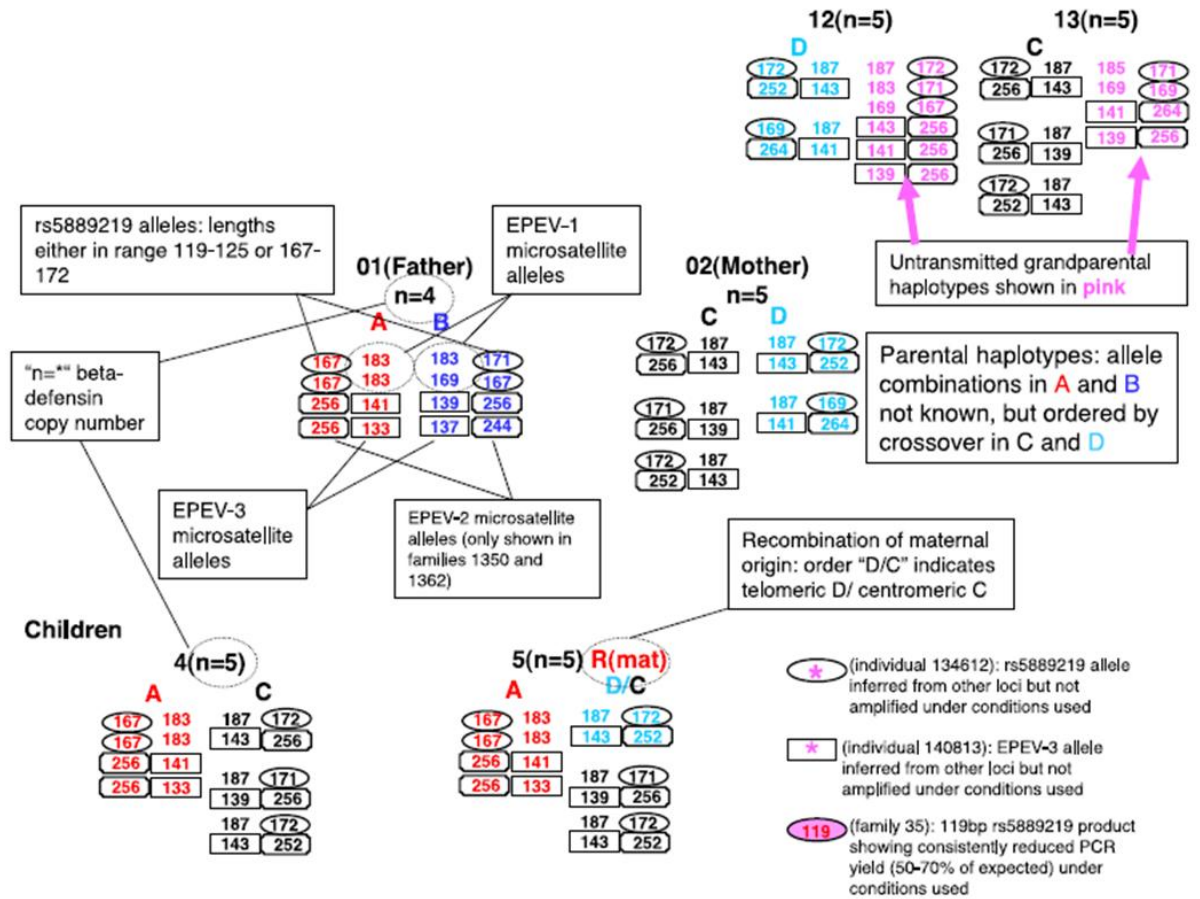 12(n=5) 13(n=5)
D C
172 187 187 172 172 187 185 171
252 143 183 171 256 143 169 169
169 167 141 264
169 187 143 256 171 187 139 256
264 141 141 256 256 139
139 256 172 187
252 143
rs5889219 alleles: lengths
either in range 119-125 or 167-
172
EPEV-1
microsatellite
alleles
Untransmitted grandparental
haplotypes shown in pink
01(Father)
n=4
A B
167 183 183 171
167 183 169 167
256 141 139 256
256 133 137 244
02(Mother)
n=5
C D
172 187 187 172
256 143 143 252
171 187 187 169
256 139 141 264
172 187
252 143
"n=*" beta-
defensin
copy number
Parental haplotypes: allele
combinations in A and B
not known, but ordered by
crossover in C and D
EPEV-3
microsatellite
alleles
EPEV-2 microsatellite
alleles (only shown in
families 1350 and
1362)
Recombination of maternal
origin: order "D/C" indicates
telomeric D/ centromeric C
Children
4(n=5)
A C
167 183 187 172
167 183 143 256
256 141
256 133 187 171
139 256
187 172
143 252
5(n=5) R(mat)
A D/C
167 183 187 172
167 183 143 252
256 141
256 133 187 171
139 256
187 172
143 252
* (individual 134612): rs5889219 allele
inferred from other loci but not
amplified under conditions used
* (individual 140813): EPEV-3 allele
inferred from other loci but not
amplified under conditions used
119 (family 35): 119bp rs5889219 product
showing consistently reduced PCR
yield (50-70% of expected) under
conditions used